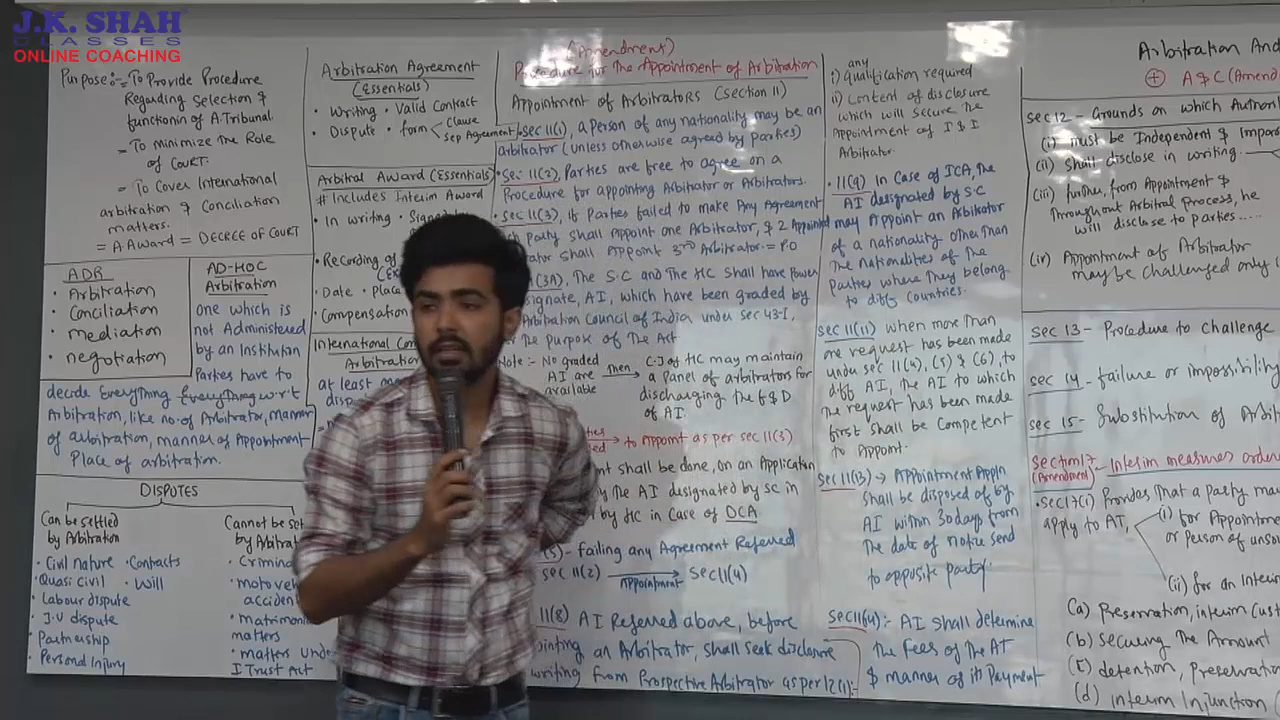 J.K. SHAH
CLASSES
ONLINE COACHING
Purpose:- To Provide Procedure
Regarding Selection &
functionin of A.Tribunal.
= To Minimize the Role
of Court.
= To Cover International
arbitration & Conciliation
matters.
= A.Award = DECREE OF COURT
ADR
• Arbitration
• Conciliation
• mediation
• negotiation
AD-HOC
Arbitration
One which is
not Administered
by an Institution
Parties have to
decide Everything Everything w.r.t
Arbitration, like no. of Arbitrator, manner
of arbitration, manner of Appointment
Place of arbitration.
DISPUTES
Can be settled
by Arbitration
• Civil nature • Contracts
• Quasi Civil • Will
• Labour dispute
• J.V dispute
• Partnership
• Personal Injury
Cannot be
by Arbitrat
• Crimin
• moto ve
acciden
• matrimoni
matters
• matters Und
I Trust Act
Arbitration Agreement
(Essentials)
• Writing • Valid Contract
• Dispute • form Clause
Sep Agreement
Arbitral Award (Essentials)
# Includes Interim Award
• In writing •
• Recording of
• Date • Place
• Compensation
International Com
Arbitration
at least on
disp
(Amendment)
Procedure for The Appointment of Arbitration
Appointment of Arbitrators (Section 11)
Sec 11(1), a Person of any nationality may be an
arbitrator (unless otherwise agreed by parties)
• Sec 11(2), Parties are free to agree on a
Procedure for appointing Arbitrator or Arbitrators.
• Sec 11(3), if Parties failed to make Any Agreement
Party shall Appoint one Arbitrator, & 2 Appointed
rator shall Appoint 3rd Arbitrator = P.O
(3A), The S.C and The HC shall have Power
signate, AI, which have been graded by
Arbitration Council of India under Sec 43-I,
the purpose of The Act
Note:- No graded
AI are
available
then
C.J of HC may maintain
a Panel of arbitrators for
discharging the F & D
of AI.
to Appoint as per sec 11(3)
nt shall be done, on an Application
y the AI designated by SC in
by HC in Case of DCA
(5)- failing any Agreement Referred
Sec 11(2) Appointment Sec 11(4)
11(8) AI Referred above, before
pointing an Arbitrator, shall seek disclosure
writing from Prospective Arbitrator as per 12(1):-
any
i) qualification required
ii) Content of disclosure
which will secure the
Appointment of I & I
Arbitrator.
• 11(9) in Case of ICA, The
AI designated by S.C
may Appoint an Arbitrator
of a nationality other than
The nationalities of The
Parties where They belong
to diff Countries.
Sec 11(11) when more than
one request has been made
undu sec 11(4), (5) & (6), to
diff AI, the AI to which
The request has been made
first shall be Competent
to Appoint.
Sec 11(13) → Appointment Appln
shall be disposed of by
AI within 30 days from
The date of notice send
to opposite party.
Sec 11(14):- AI shall determine
The fees of The AT
& manner of its Payment
Arbitration And
⊕ A & C (Amend
Sec 12 - Grounds on which Author
(i) must be Independent & Impar
(ii) Shall disclose in writing.
(iii) further, from Appointment &
Throughout Arbitral Process, he
will disclose to parties .....
(iv) Appointment of Arbitrator
may be challenged only i
Sec 13- Procedure to Challenge
Sec 14- failure or impossibility
Sec 15- Substitution of Arbit
Section 17
(Amendment) :- Interim measures order
• Sec 17(1) Provides That a party ma
apply to AT,
(i) for Appointme
or Person of unsou
(ii) for an Interim
(a) Preservation, interim Cust
(b) Securing The Amount
(c) detention, Preservatio
(d) interim Injunction